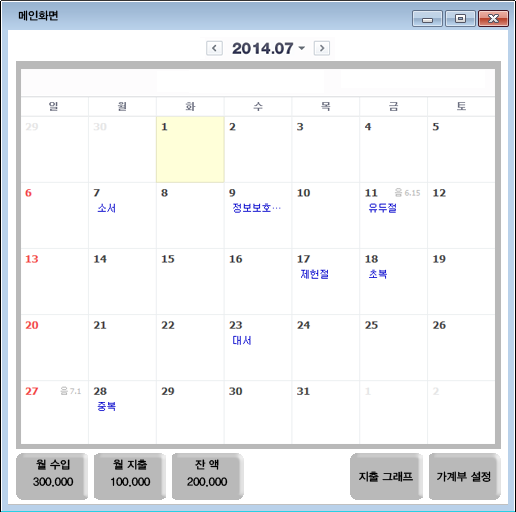 메인화면
2014.07
일 월 화 수 목 금 토
29 30 1 2 3 4 5
6 7 8 9 10 11 음 6.15 12
소서 정보보호… 유두절
13 14 15 16 17 18 19
제헌절 초복
20 21 22 23 24 25 26
대서
27 음 7.1 28 29 30 31 1 2
중복
월 수입 월 지출 잔 액 지출 그래프 가계부 설정
300,000 100,000 200,000